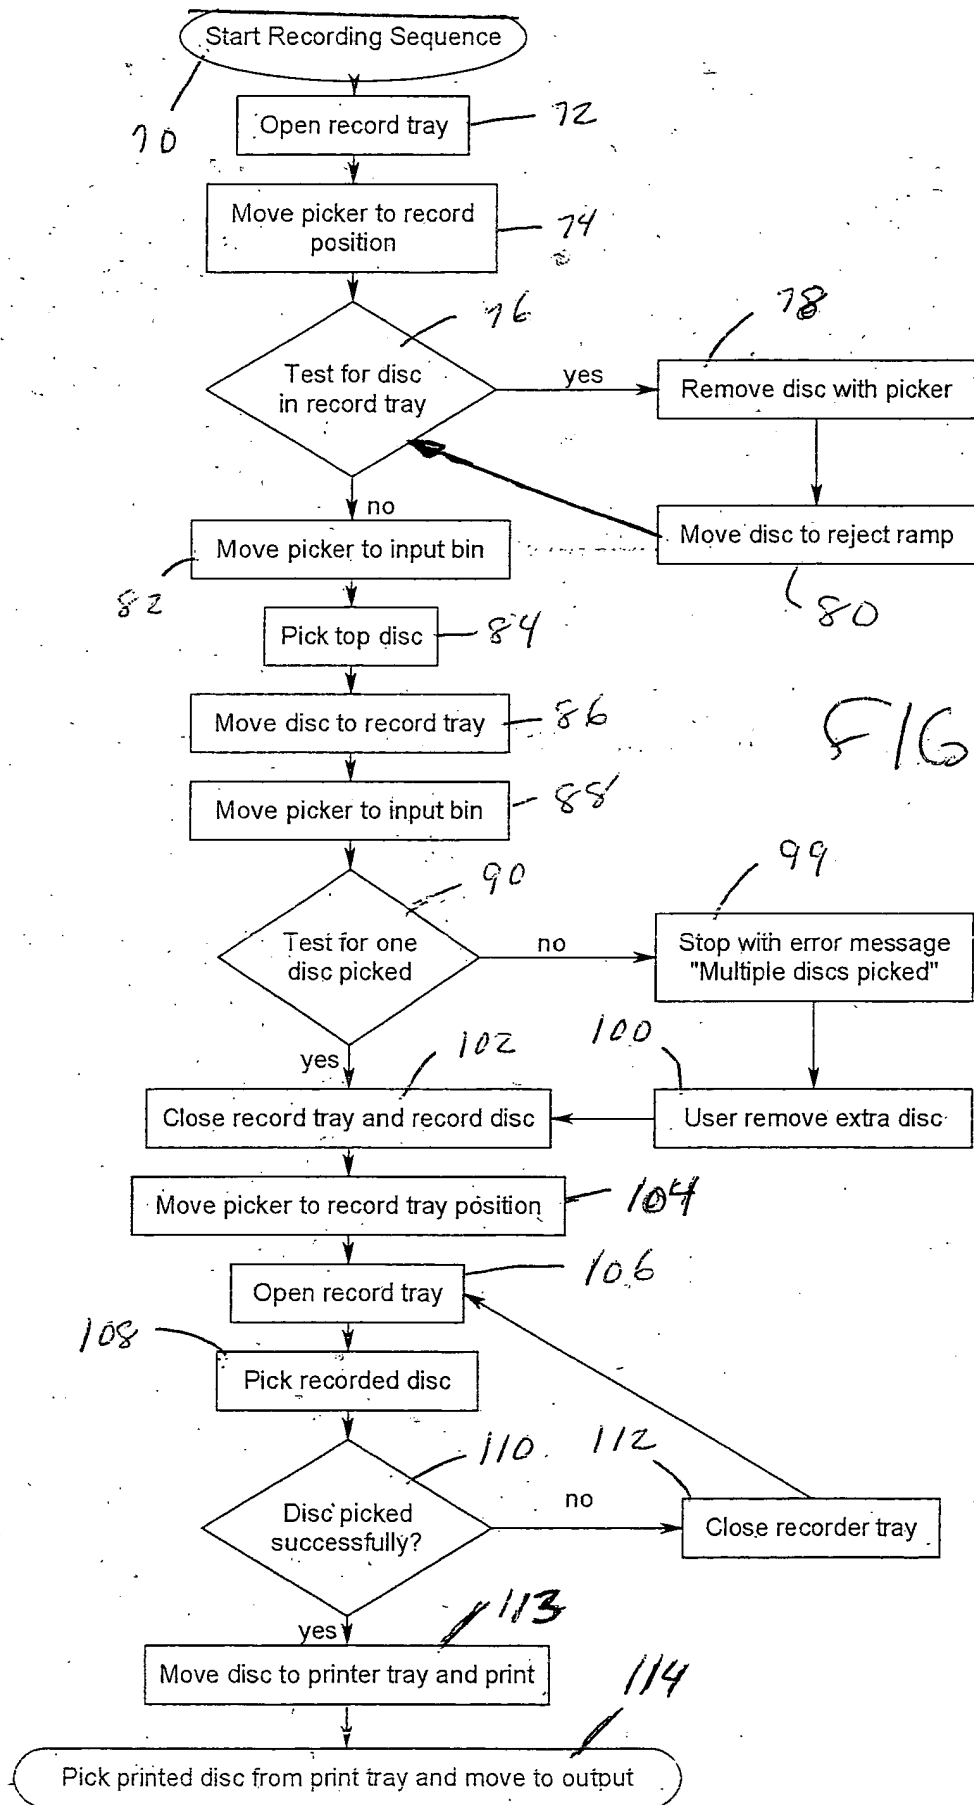 Start Recording Sequence
70
Open record tray
72
Move picker to record
position
74
76
Test for disc
in record tray
yes
78
Remove disc with picker
no
Move picker to input bin
82
Move disc to reject ramp
80
Pick top disc
84
Move disc to record tray
86
FIG
Move picker to input bin
88
90
Test for one
disc picked
no
99
Stop with error message
"Multiple discs picked"
yes
102
100
Close record tray and record disc
User remove extra disc
Move picker to record tray position
104
Open record tray
106
108
Pick recorded disc
110
112
Disc picked
successfully?
no
Close recorder tray
yes
113
Move disc to printer tray and print
114
Pick printed disc from print tray and move to output